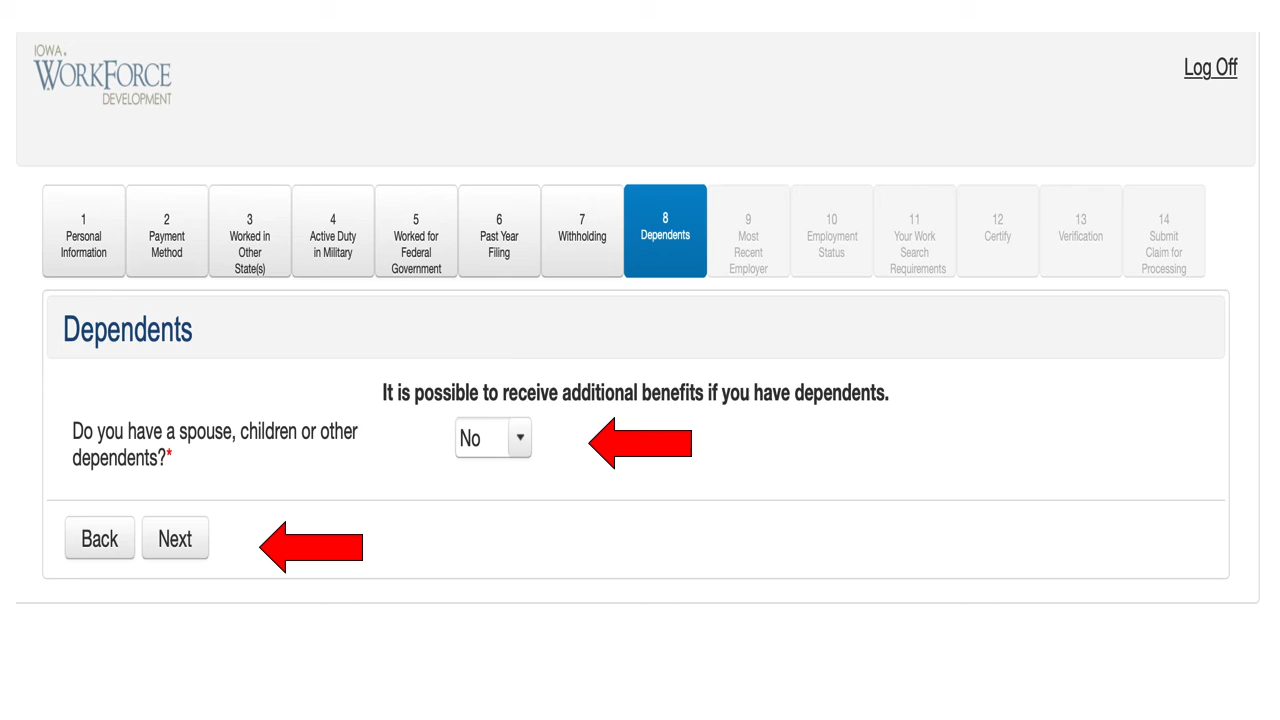 IOWA
WORKFORCE
DEVELOPMENT
Log Off
1
Personal
Information
2
Payment
Method
3
Worked in
Other
State(s)
4
Active Duty
in Military
5
Worked for
Federal
Government
6
Past Year
Filing
7
Withholding
8
Dependents
9
Most
Recent
Employer
10
Employment
Status
11
Your Work
Search
Requirements
12
Certify
13
Verification
14
Submit
Claim for
Processing
Dependents
It is possible to receive additional benefits if you have dependents.
Do you have a spouse, children or other
dependents?*
No
Back
Next